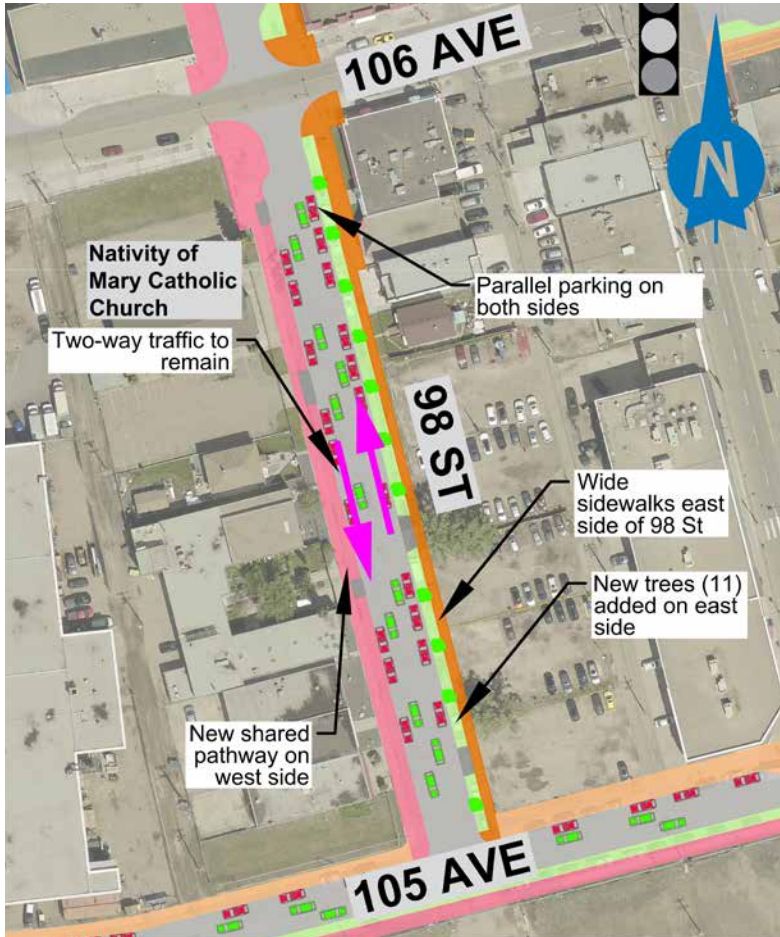 106 AVE
N
Nativity of
Mary Catholic
Church
Parallel parking on
both sides
Two-way traffic to
remain
98 ST
Wide
sidewalks east
side of 98 St
New trees (11)
added on east
side
New shared
pathway on
west side
105 AVE